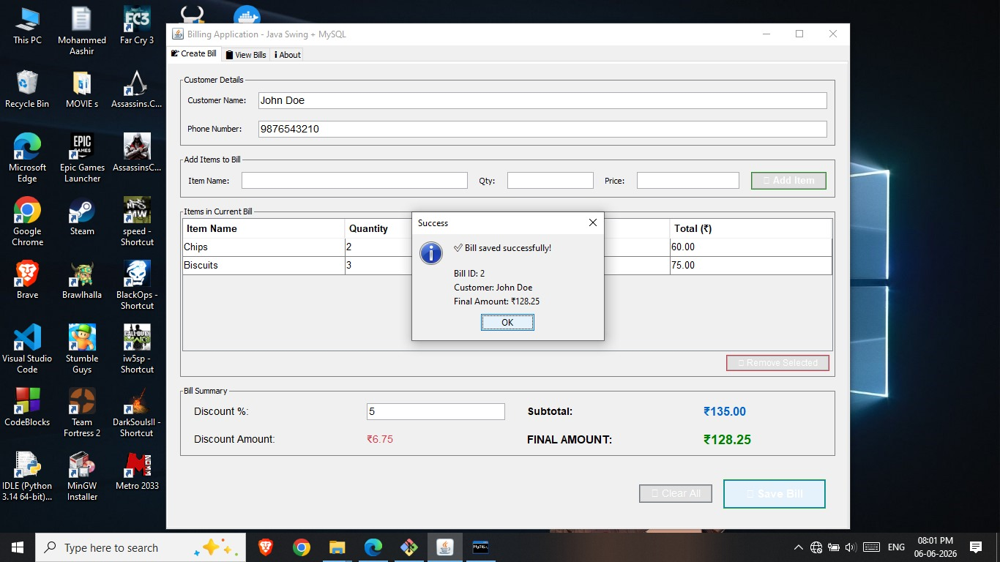 This PC
Mohammed Aashir
Far Cry 3
Recycle Bin
MOVIE s
Assassins.C...
Microsoft Edge
Epic Games Launcher
AssassinsC...
Google Chrome
Steam
speed - Shortcut
Brave
Brawlhalla
BlackOps - Shortcut
Visual Studio Code
Stumble Guys
iw5sp - Shortcut
CodeBlocks
Team Fortress 2
DarkSoulsII - Shortcut
IDLE (Python 3.14 64-bit)...
MinGW Installer
Metro 2033
Billing Application - Java Swing + MySQL
Create Bill View Bills About
Customer Details
Customer Name: John Doe
Phone Number: 9876543210
Add Items to Bill
Item Name: Qty: Price: Add Item
Items in Current Bill
Item Name Quantity Total (₹)
Chips 2 60.00
Biscuits 3 75.00
Success
✓ Bill saved successfully!
Bill ID: 2
Customer: John Doe
Final Amount: ₹128.25
OK
Remove Selected
Bill Summary
Discount %: 5 Subtotal: ₹135.00
Discount Amount: ₹6.75 FINAL AMOUNT: ₹128.25
Clear All Save Bill
Type here to search
ENG
08:01 PM
06-06-2026